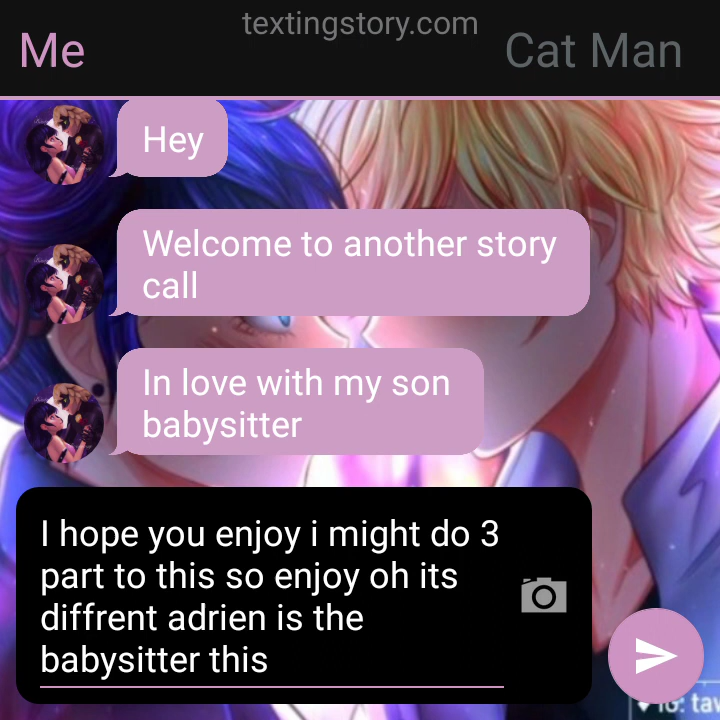 textingstory.com
Me
Cat Man
Hey
Welcome to another story
call
In love with my son
babysitter
I hope you enjoy i might do 3
part to this so enjoy oh its
diffrent adrien is the
babysitter this